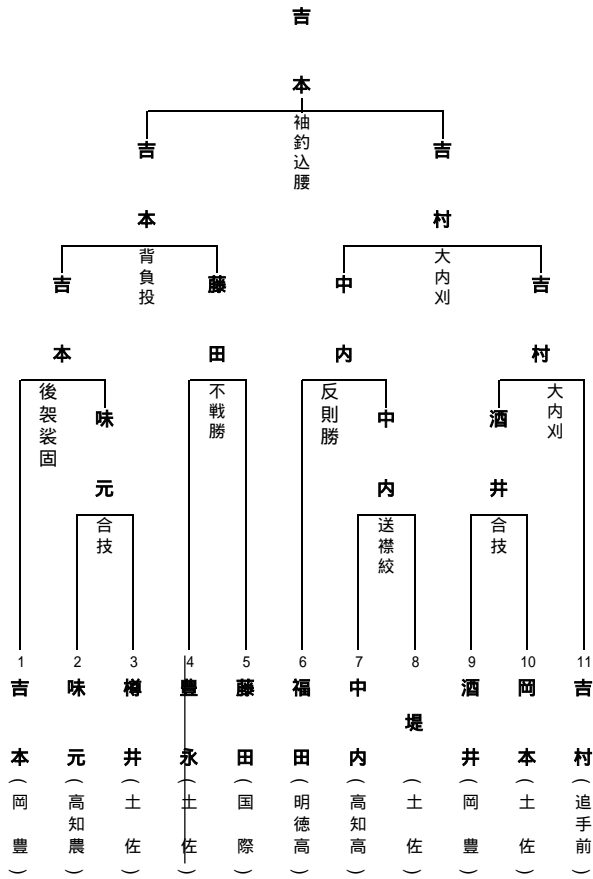 吉本
袖釣込腰
吉本
吉村
背負投
大内刈
吉本
藤田
中内
吉村
後袈裟固
不戦勝
反則勝
大内刈
味元
中内
酒井
合技
送襟絞
合技
1 2 3 4 5 6 7 8 9 10 11
吉本(岡豊)
味元(高知農)
樽井(土佐)
豊永(土佐)
藤田(国際)
福田(明徳高)
中内(高知高)
堤(土佐)
酒井(岡豊)
岡本(土佐)
吉村(追手前)